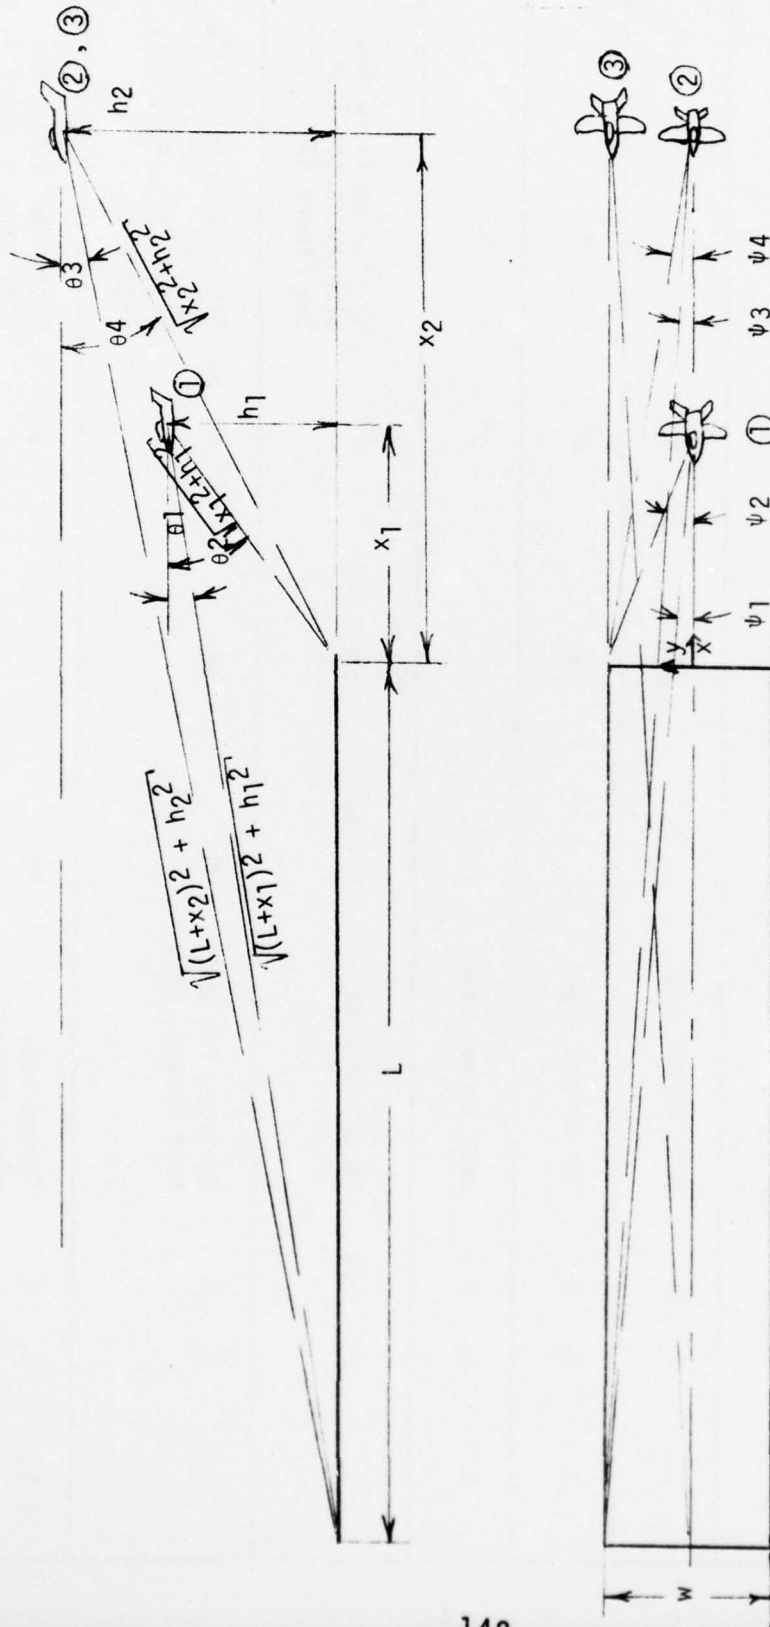 ②, ③
h2
θ3
θ4
√x2²+h2²
①
h1
√x1²+h1²
θ1
θ2
x2
x1
√(L+x2)² + h2²
√(L+x1)² + h1²
L
③
②
①
ψ4
ψ3
ψ2
ψ1
y
x
w